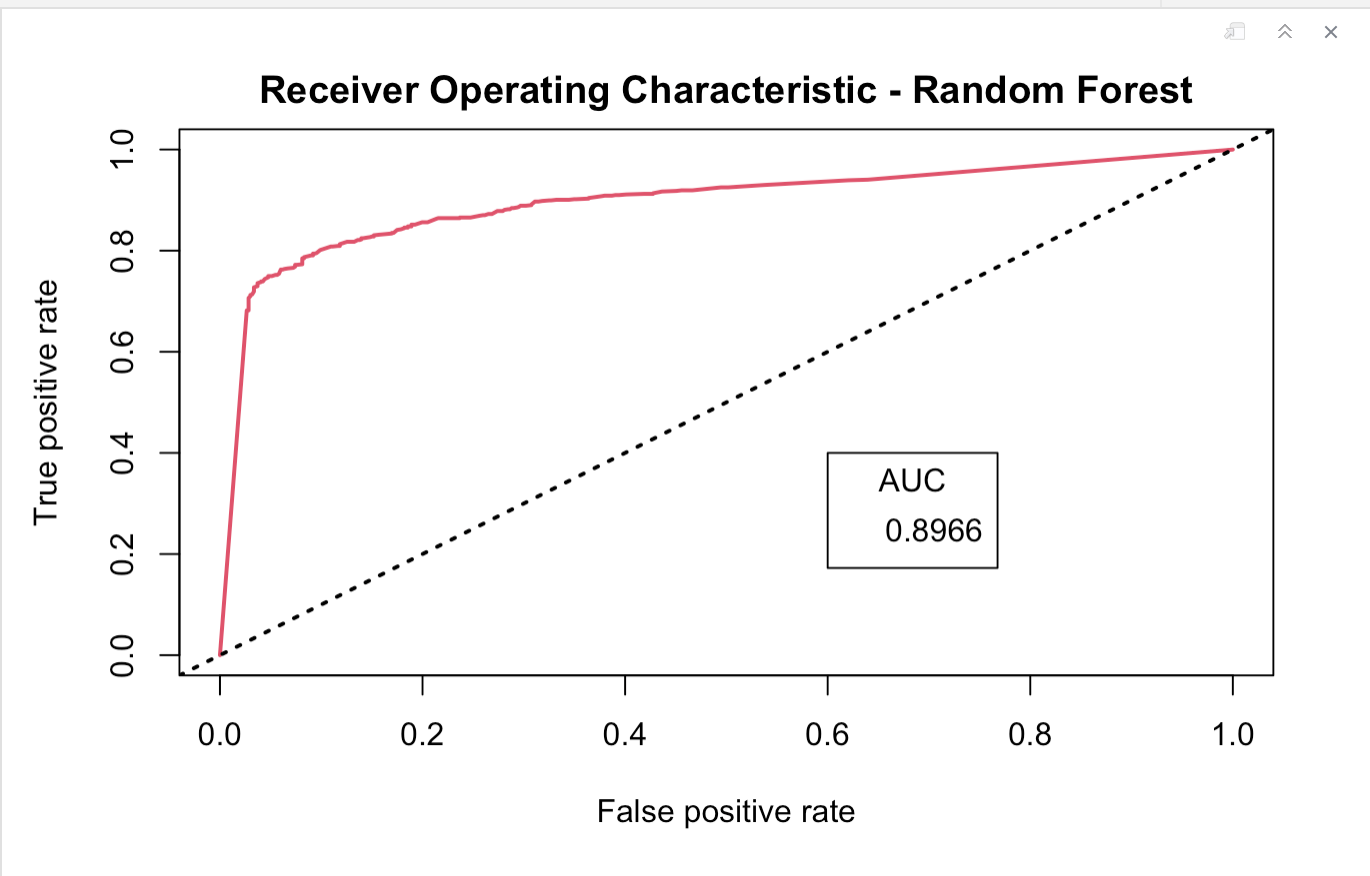 Receiver Operating Characteristic - Random Forest
True positive rate
1.0
0.8
0.6
0.4
0.2
0.0
AUC
0.8966
0.0 0.2 0.4 0.6 0.8 1.0
False positive rate